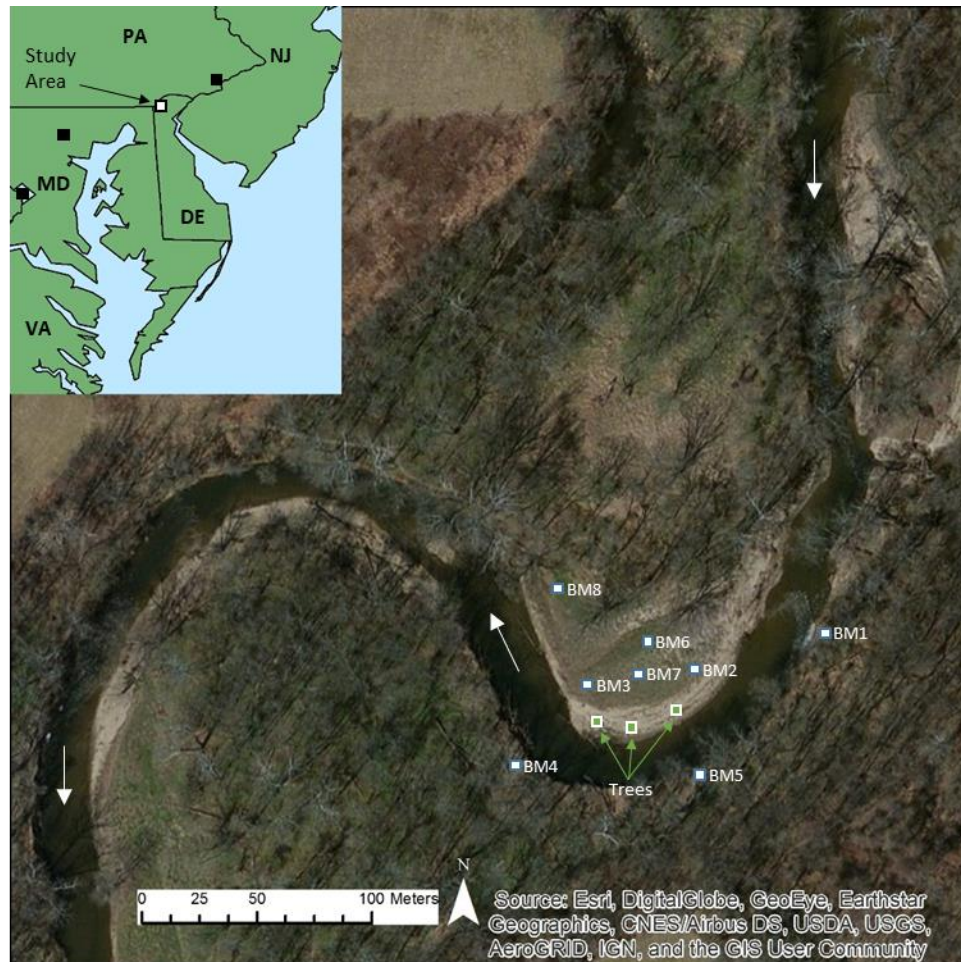 PA
NJ
Study
Area
MD
DE
VA
BM8
BM1
BM6
BM7
BM2
BM3
BM4
BM5
Trees
N
0 25 50 100 Meters
Source: Esri, DigitalGlobe, GeoEye, Earthstar
Geographics, CNES/Airbus DS, USDA, USGS,
AeroGRID, IGN, and the GIS User Community